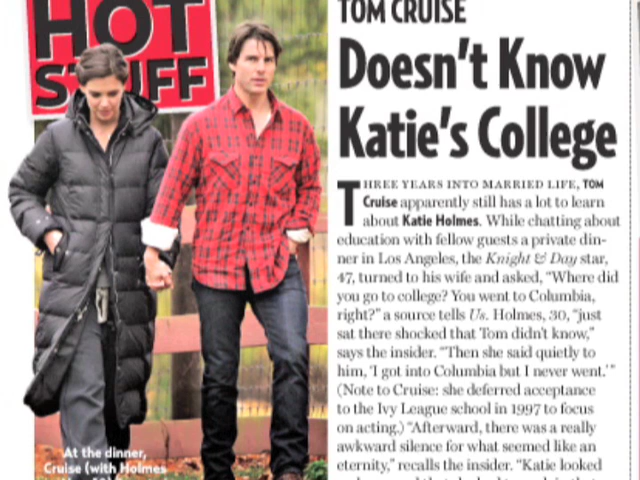 HOT
STUFF
At the dinner,
Cruise (with Holmes
TOM CRUISE
Doesn't Know
Katie's College
THREE YEARS INTO MARRIED LIFE, TOM
Cruise apparently still has a lot to learn
about Katie Holmes. While chatting about
education with fellow guests a private din-
ner in Los Angeles, the Knight & Day star,
47, turned to his wife and asked, "Where did
you go to college? You went to Columbia,
right?" a source tells Us. Holmes, 30, "just
sat there shocked that Tom didn't know,"
says the insider. "Then she said quietly to
him, 'I got into Columbia but I never went.'"
(Note to Cruise: she deferred acceptance
to the Ivy League school in 1997 to focus
on acting.) "Afterward, there was a really
awkward silence for what seemed like an
eternity," recalls the insider. "Katie looked